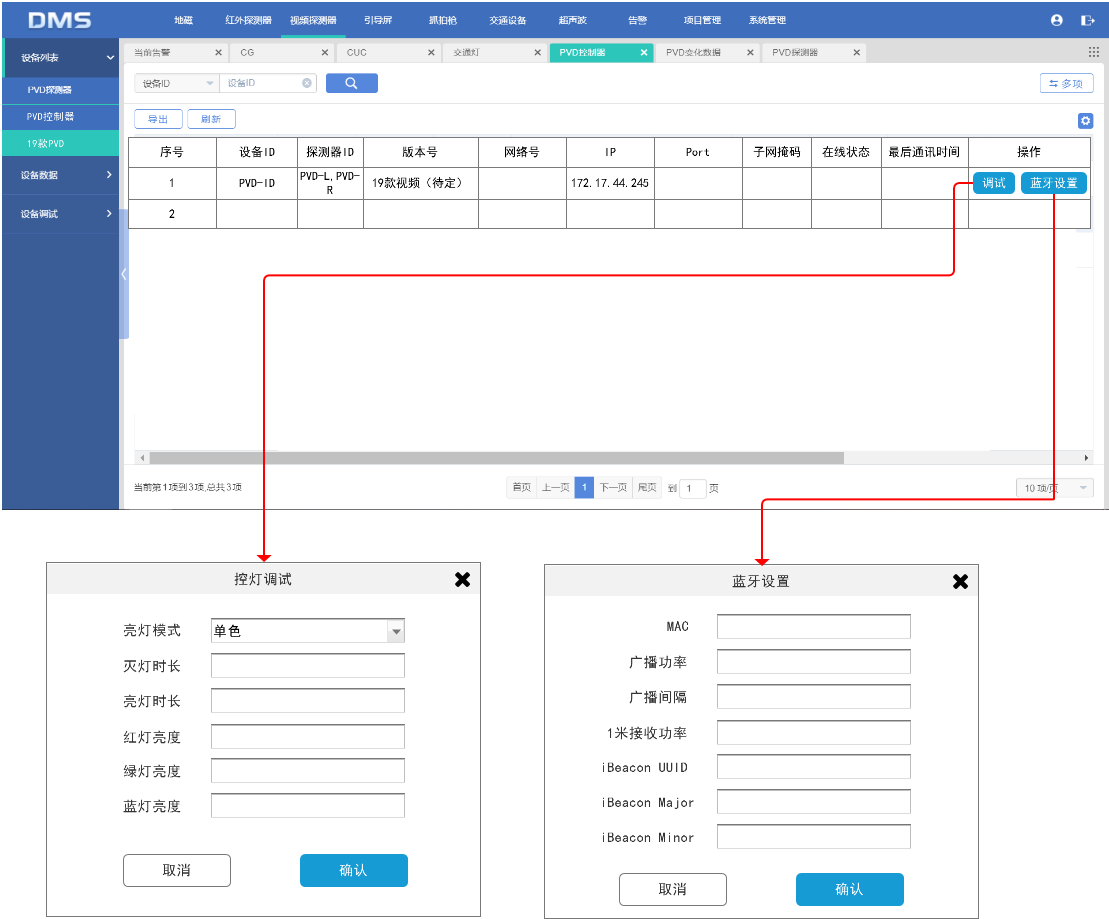 DMS 地磁 红外探测器 视频探测器 引导屏 抓拍枪 交通设备 超声波 告警 项目管理 系统管理
设备列表
PVD探测器
PVD控制器
19款PVD
设备数据
设备调试
当前告警 CG CUC 交通灯 PVD控制器 PVD变化数据 PVD探测器
设备ID 设备ID 多项
导出 刷新
序号 设备ID 探测器ID 版本号 网络号 IP Port 子网掩码 在线状态 最后通讯时间 操作
1 PVD-ID PVD-L,PVD-R 19款视频（待定） 172.17.44.245 调试 蓝牙设置
2
当前第1项到3项,总共3项 首页 上一页 1 下一页 尾页 到 1 页 10 项/页
控灯调试
亮灯模式 单色
灭灯时长
亮灯时长
红灯亮度
绿灯亮度
蓝灯亮度
取消 确认
蓝牙设置
MAC
广播功率
广播间隔
1米接收功率
iBeacon UUID
iBeacon Major
iBeacon Minor
取消 确认